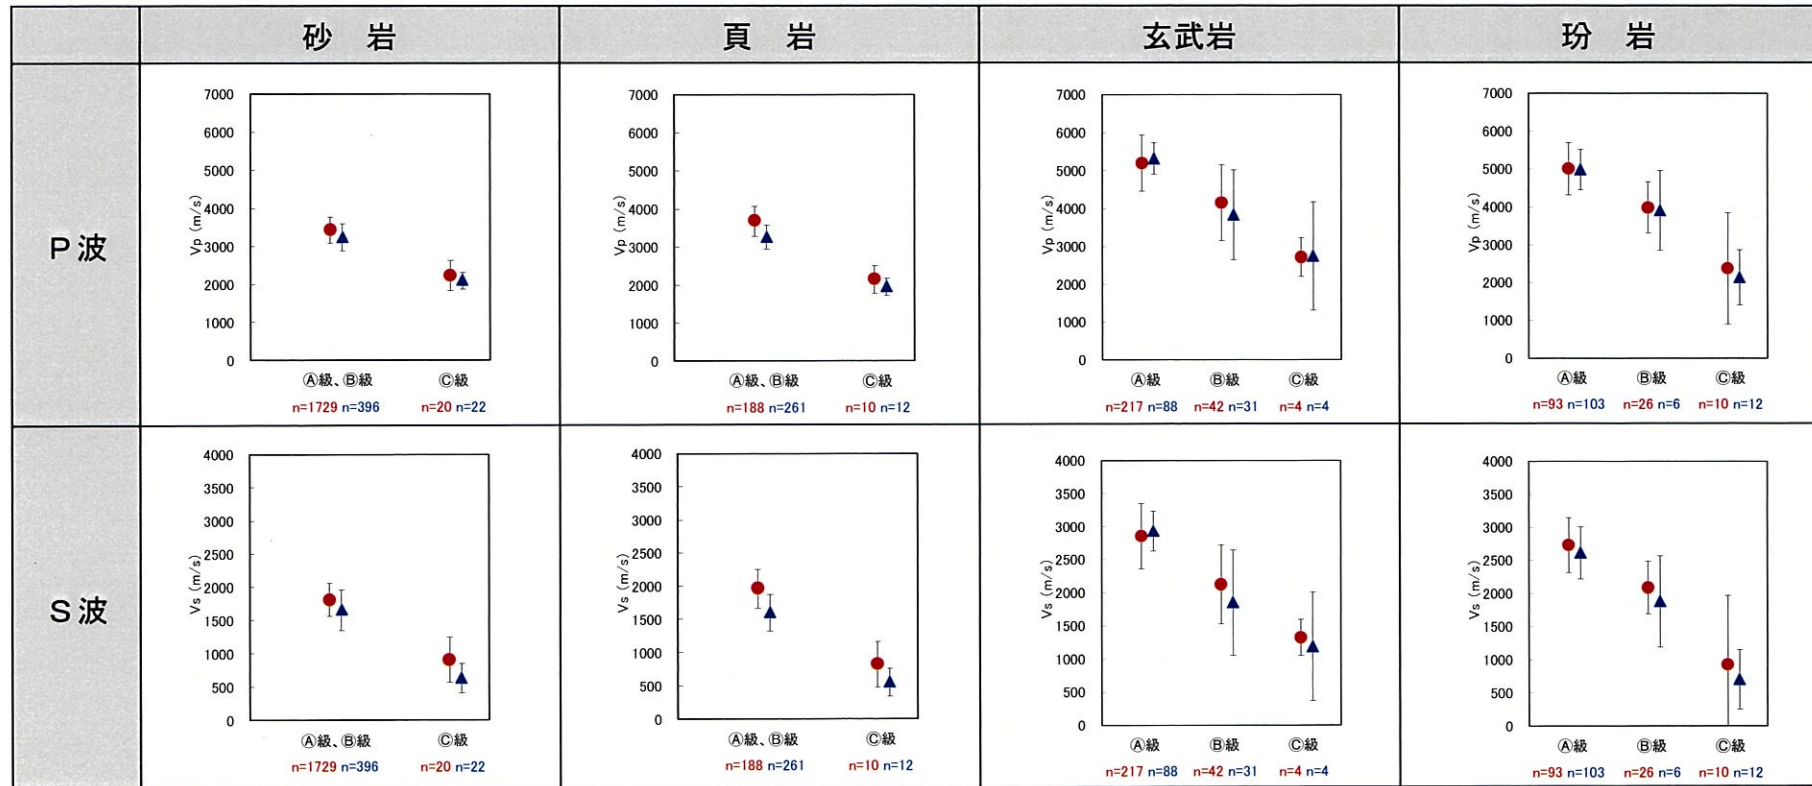 砂 岩
頁 岩
玄武岩
玢 岩
P波
7000
6000
5000
4000
3000
2000
1000
0
Vp (m/s)
Ⓐ級、Ⓑ級
Ⓒ級
n=1729 n=396
n=20 n=22
7000
6000
5000
4000
3000
2000
1000
0
Vp (m/s)
Ⓐ級、Ⓑ級
Ⓒ級
n=188 n=261
n=10 n=12
7000
6000
5000
4000
3000
2000
1000
0
Vp (m/s)
Ⓐ級
Ⓑ級
Ⓒ級
n=217 n=88
n=42 n=31
n=4 n=4
7000
6000
5000
4000
3000
2000
1000
0
Vp (m/s)
Ⓐ級
Ⓑ級
Ⓒ級
n=93 n=103
n=26 n=6
n=10 n=12
S波
4000
3500
3000
2500
2000
1500
1000
500
0
Vs (m/s)
Ⓐ級、Ⓑ級
Ⓒ級
n=1729 n=396
n=20 n=22
4000
3500
3000
2500
2000
1500
1000
500
0
Vs (m/s)
Ⓐ級、Ⓑ級
Ⓒ級
n=188 n=261
n=10 n=12
4000
3500
3000
2500
2000
1500
1000
500
0
Vs (m/s)
Ⓐ級
Ⓑ級
Ⓒ級
n=217 n=88
n=42 n=31
n=4 n=4
4000
3500
3000
2500
2000
1500
1000
500
0
Vs (m/s)
Ⓐ級
Ⓑ級
Ⓒ級
n=93 n=103
n=26 n=6
n=10 n=12